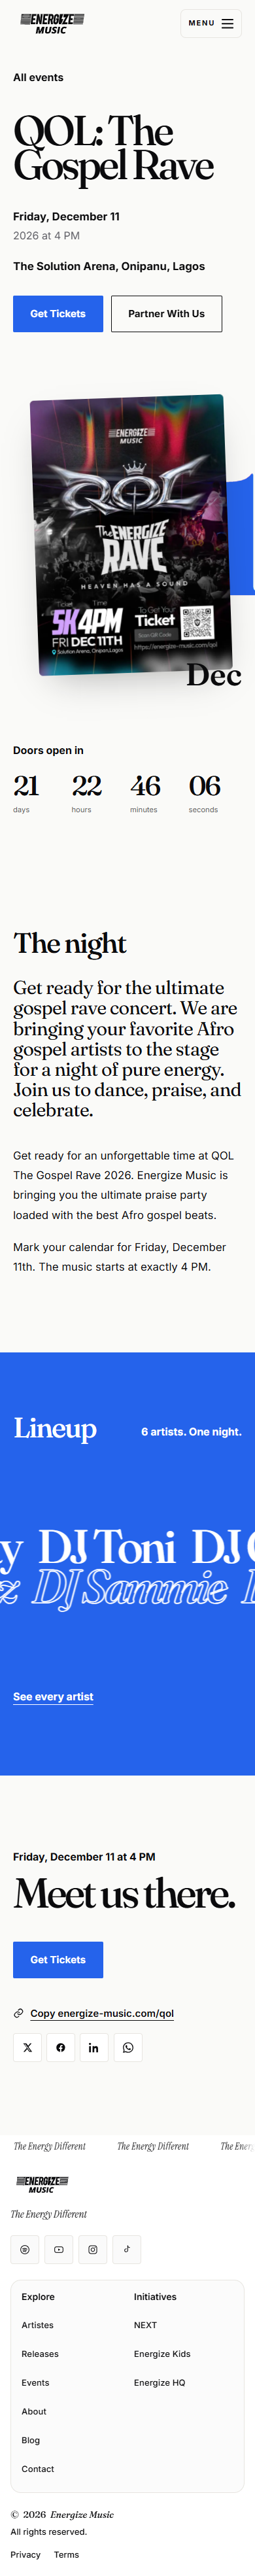 ENERGIZE
MUSIC
MENU
All events
QOL: The
Gospel Rave
Friday, December 11
2026 at 4 PM
The Solution Arena, Onipanu, Lagos
Get Tickets
Partner With Us
ENERGIZE
MUSIC
QOL
The ENERGIZE
RAVE
HEAVEN HAS A SOUND
Time
5K 4PM
FRI DEC 11TH
Solution Arena, Onipan, Lagos
To Get Your
Ticket
Scan QR Code
https://energize-music.com/qol
1
Dec
Doors open in
21 22 46 06
days hours minutes seconds
The night
Get ready for the ultimate
gospel rave concert. We are
bringing your favorite Afro
gospel artists to the stage
for a night of pure energy.
Join us to dance, praise, and
celebrate.
Get ready for an unforgettable time at QOL
The Gospel Rave 2026. Energize Music is
bringing you the ultimate praise party
loaded with the best Afro gospel beats.
Mark your calendar for Friday, December
11th. The music starts at exactly 4 PM.
Lineup
6 artists. One night.
y DJ Toni DJ
z DJ Sammie
See every artist
Friday, December 11 at 4 PM
Meet us there.
Get Tickets
Copy energize-music.com/qol
The Energy Different The Energy Different The Energ
ENERGIZE
MUSIC
The Energy Different
Explore
Artistes
Releases
Events
About
Blog
Contact
Initiatives
NEXT
Energize Kids
Energize HQ
© 2026 Energize Music
All rights reserved.
Privacy Terms